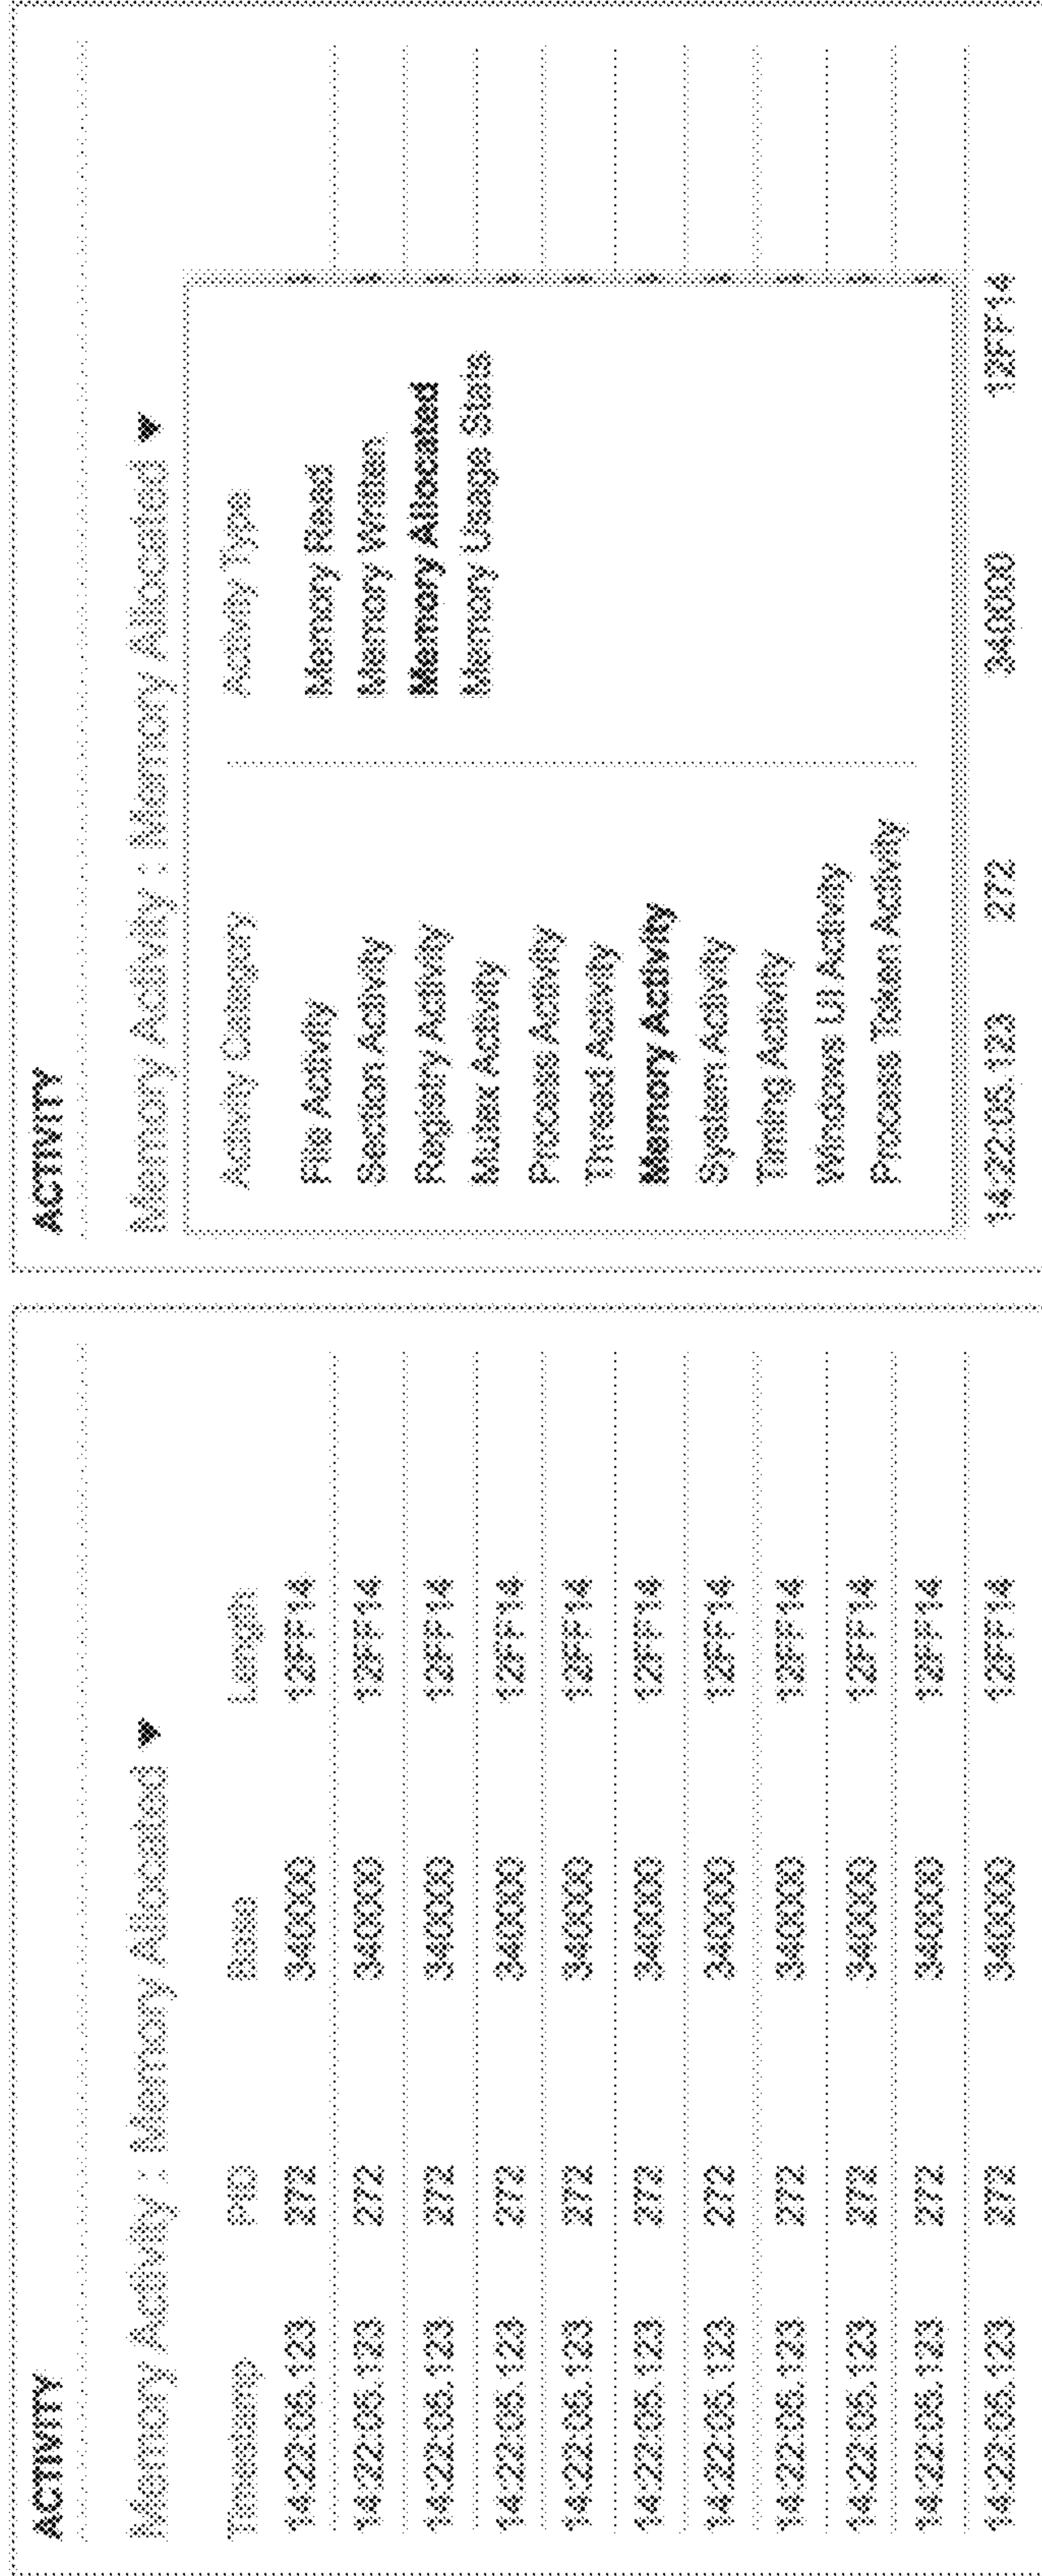 ACTIVITY
Memory Activity : Memory Allocated ▼
Timestamp PID Base Length
14:22:05.123 272 340000 12FF14
14:22:05.123 272 340000 12FF14
14:22:05.123 272 340000 12FF14
14:22:05.123 272 340000 12FF14
14:22:05.123 272 340000 12FF14
14:22:05.123 272 340000 12FF14
14:22:05.123 272 340000 12FF14
14:22:05.123 272 340000 12FF14
14:22:05.123 272 340000 12FF14
14:22:05.123 272 340000 12FF14
14:22:05.123 272 340000 12FF14
ACTIVITY
Memory Activity : Memory Allocated ▼
Activity Category
File Activity
Section Activity
Registry Activity
Mutex Activity
Process Activity
Thread Activity
Memory Activity
System Activity
Timing Activity
Windows UI Activity
Process Token Activity
Activity Type
Memory Read
Memory Written
Memory Allocated
Memory Usage Stats
14:22:05.123 272 340000 12FF14